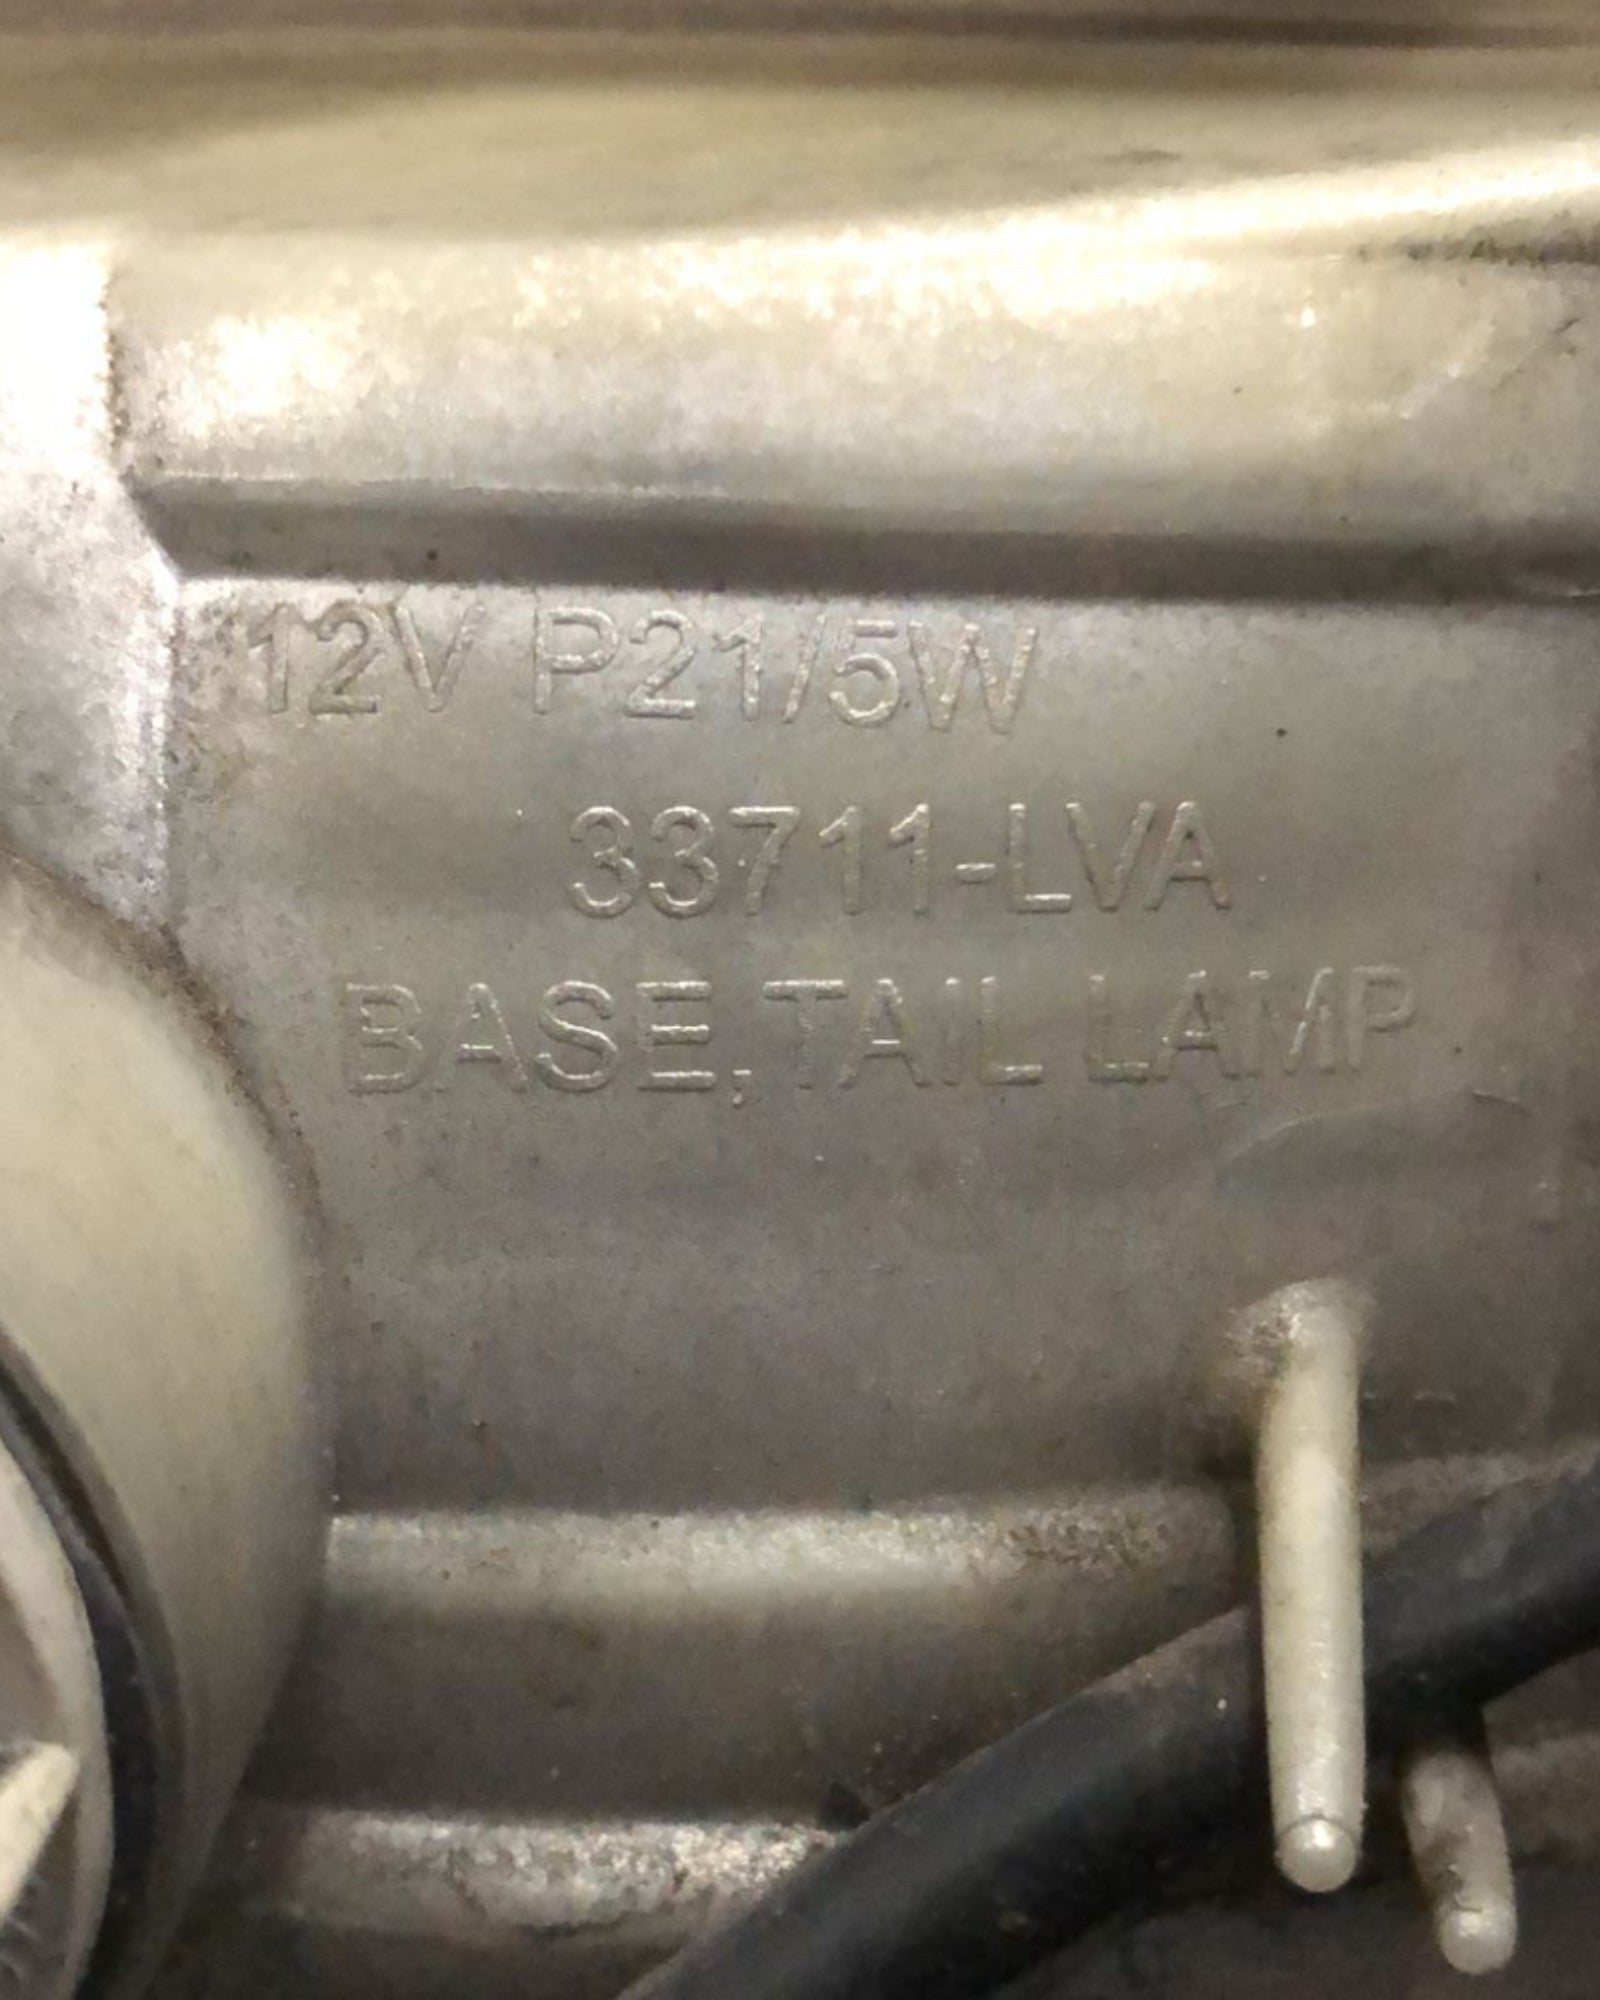 12V P21/5W
33711-LVA
BASE,TAIL LAMP